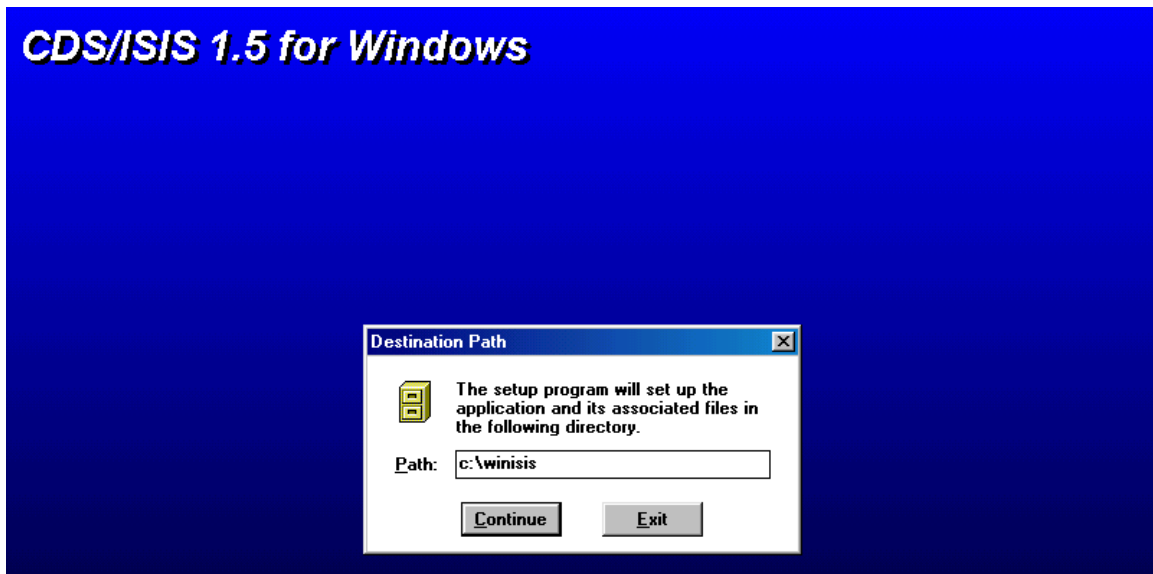 CDS/ISIS 1.5 for Windows
Destination Path
The setup program will set up the
application and its associated files in
the following directory.
Path: c:\winisis
Continue Exit